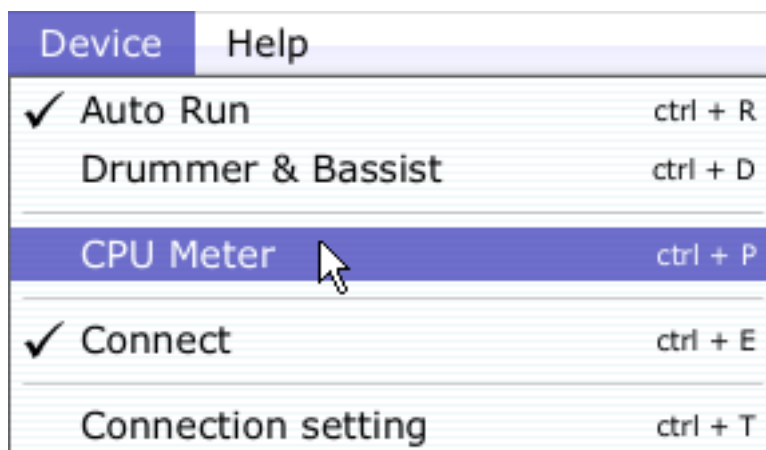 Device Help
✓ Auto Run ctrl + R
Drummer & Bassist ctrl + D
CPU Meter ctrl + P
✓ Connect ctrl + E
Connection setting ctrl + T